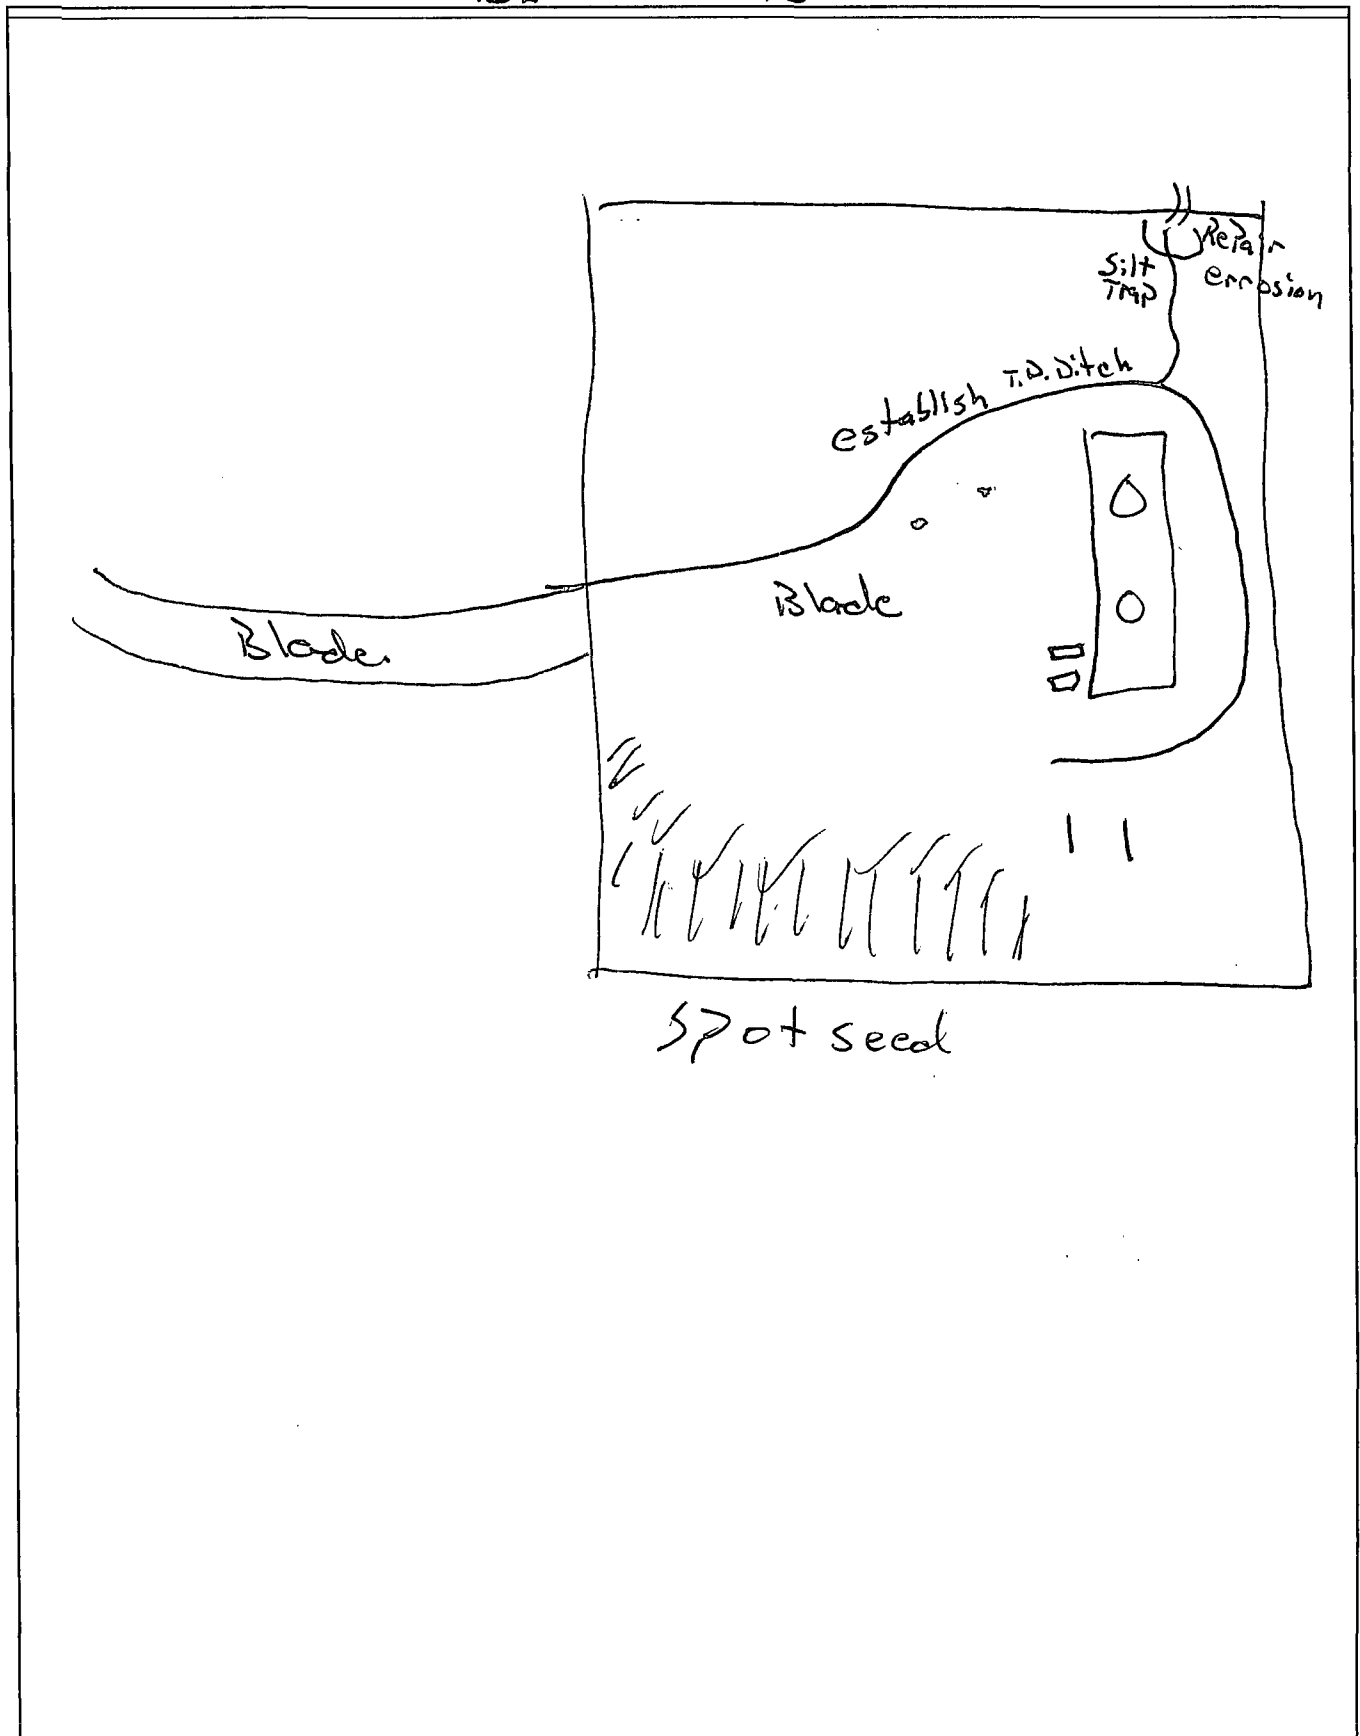 Repair
errosion
Silt
Trap
establish T.D. Ditch
Blade
Blade
Spot seed